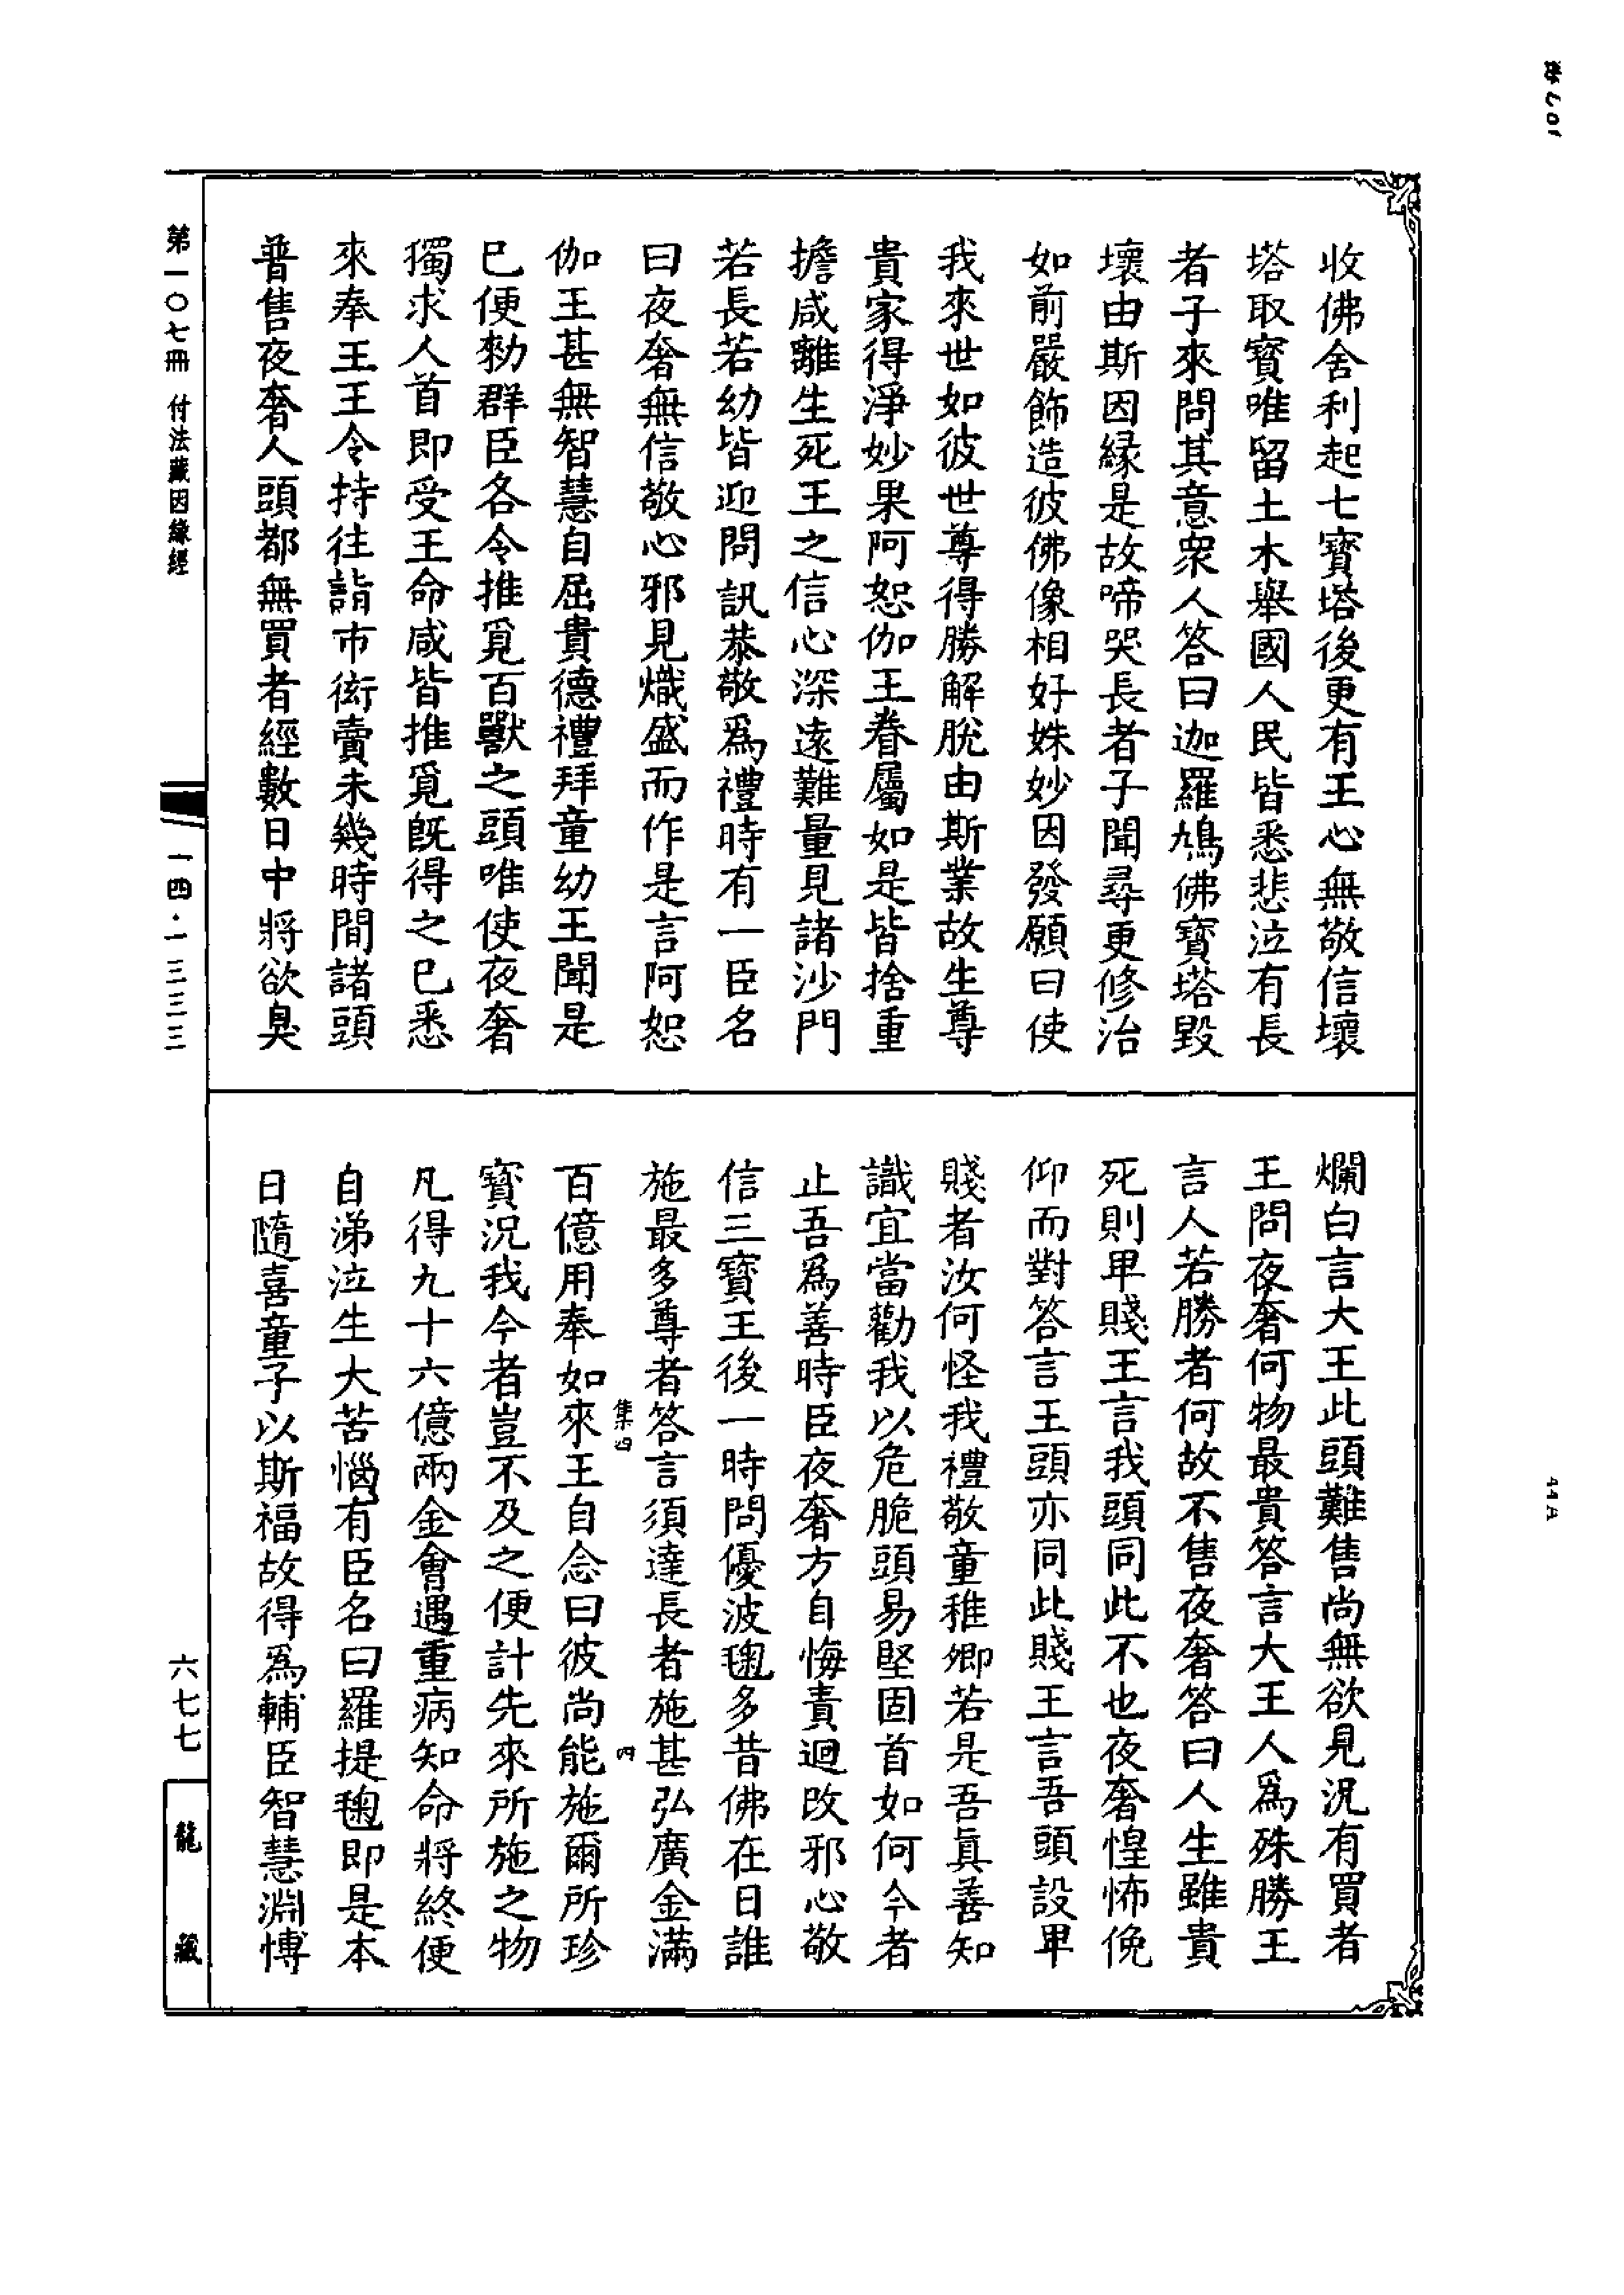 收佛舍利起七寶塔後更有王心無敬信壞
塔取寶唯留土木舉國人民皆悉悲泣有長
者子來問其意衆人答曰迦羅鳩佛寶塔毀
壞由斯因緣是故啼哭長者子聞尋更修治
如前嚴飾造彼佛像相好姝妙因發願曰使
我來世如彼世尊得勝解脫由斯業故生尊
貴家得淨妙果阿恕伽王眷屬如是皆捨重
擔咸離生死王之信心深遠難量見諸沙門
若長若幼皆迎問訊恭敬爲禮時有一臣名
曰夜奢無信敬心邪見熾盛而作是言阿恕
伽王甚無智慧自屈貴德禮拜童幼王聞是
已便勑群臣各令推覓百獸之頭唯使夜奢
獨求人首即受王命咸皆推覓旣得之已悉
來奉王王令持往詣市衒賣未幾時間諸頭
普售夜奢人頭都無買者經數日中將欲臭
爛白言大王此頭難售尚無欲見況有買者
王問夜奢何物最貴答言大王人爲殊勝王
言人若勝者何故不售夜奢答曰人生雖貴
死則卑賤王言我頭同此不也夜奢惶怖俛
仰而對答言王頭亦同此賤王言吾頭設卑
賤者汝何怪我禮敬童稚卿若是吾眞善知
識宜當勸我以危脆頭易堅固首如何今者
止吾爲善時臣夜奢方自悔責迴改邪心敬
信三寶王後一時問優波毱多昔佛在日誰
施最多尊者答言須達長者施甚弘廣金滿
百億用奉如來王自念曰彼尚能施爾所珍
寶況我今者豈不及之便計先來所施之物
凡得九十六億兩金會遇重病知命將終便
自涕泣生大苦惱有臣名曰羅提毱即是本
日隨喜童子以斯福故得爲輔臣智慧淵博
集四
四
第一〇七冊 付法藏因緣經
一四·一三三三
六七七
龍藏
44A